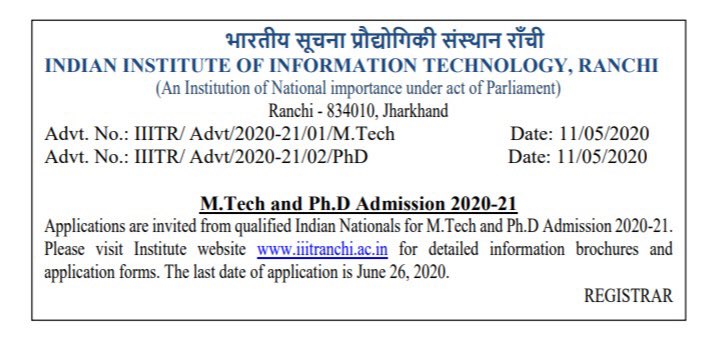 भारतीय सूचना प्रौद्योगिकी संस्थान राँची
INDIAN INSTITUTE OF INFORMATION TECHNOLOGY, RANCHI
(An Institution of National importance under act of Parliament)
Ranchi - 834010, Jharkhand
Advt. No.: IIITR/ Advt/2020-21/01/M.Tech Date: 11/05/2020
Advt. No.: IIITR/ Advt/2020-21/02/PhD Date: 11/05/2020
M.Tech and Ph.D Admission 2020-21
Applications are invited from qualified Indian Nationals for M.Tech and Ph.D Admission 2020-21.
Please visit Institute website www.iiitranchi.ac.in for detailed information brochures and
application forms. The last date of application is June 26, 2020.
REGISTRAR